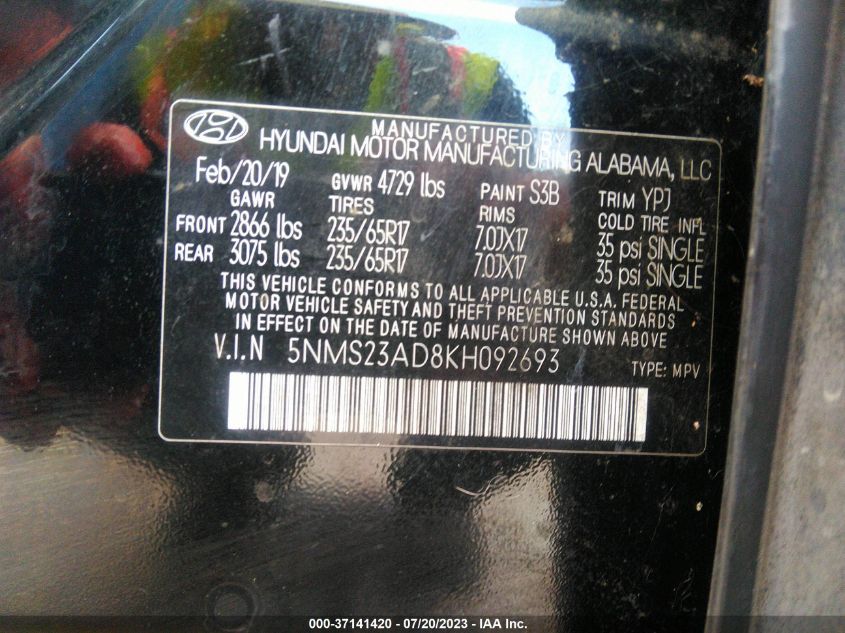 MANUFACTURED BY
HYUNDAI MOTOR MANUFACTURING ALABAMA, LLC
Feb/20/19 GVWR 4729 lbs PAINT S3B TRIM YPJ
GAWR TIRES RIMS COLD TIRE INFL
FRONT 2866 lbs 235/65R17 7.0JX17 35 psi SINGLE
REAR 3075 lbs 235/65R17 7.0JX17 35 psi SINGLE
THIS VEHICLE CONFORMS TO ALL APPLICABLE U.S.A. FEDERAL
MOTOR VEHICLE SAFETY AND THEFT PREVENTION STANDARDS
IN EFFECT ON THE DATE OF MANUFACTURE SHOWN ABOVE
V.I.N 5NMS23AD8KH092693 TYPE: MPV
000-37141420 / 07/20/2023 - IAA Inc.